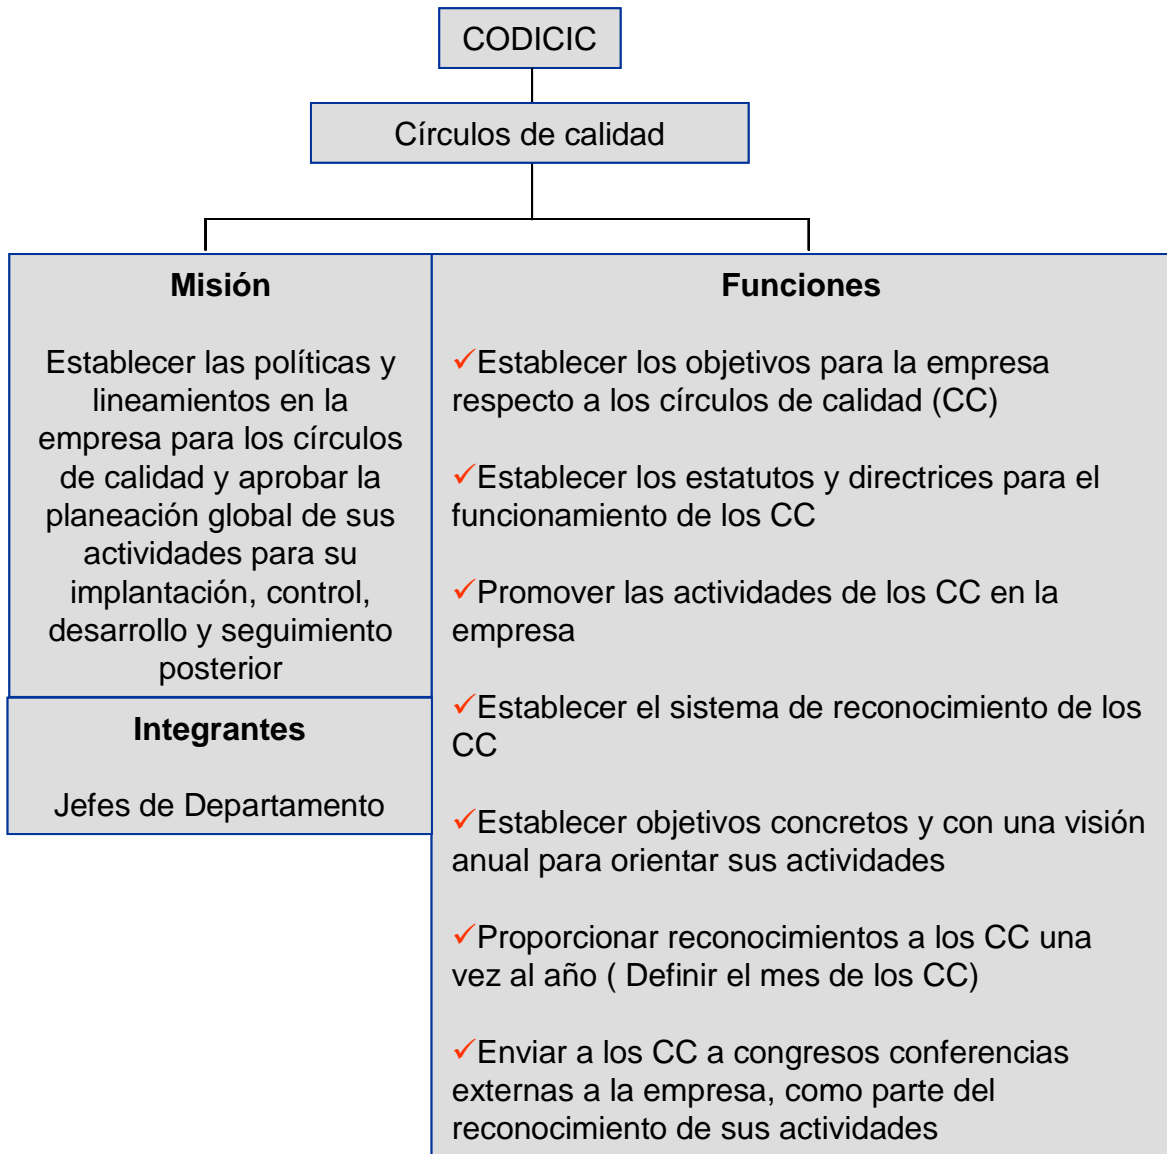 CODICIC
Círculos de calidad
Misión
Establecer las políticas y
lineamientos en la
empresa para los círculos
de calidad y aprobar la
planeación global de sus
actividades para su
implantación, control,
desarrollo y seguimiento
posterior
Integrantes
Jefes de Departamento
Funciones
✓Establecer los objetivos para la empresa
respecto a los círculos de calidad (CC)
✓Establecer los estatutos y directrices para el
funcionamiento de los CC
✓Promover las actividades de los CC en la
empresa
✓Establecer el sistema de reconocimiento de los
CC
✓Establecer objetivos concretos y con una visión
anual para orientar sus actividades
✓Proporcionar reconocimientos a los CC una
vez al año ( Definir el mes de los CC)
✓Enviar a los CC a congresos conferencias
externas a la empresa, como parte del
reconocimiento de sus actividades